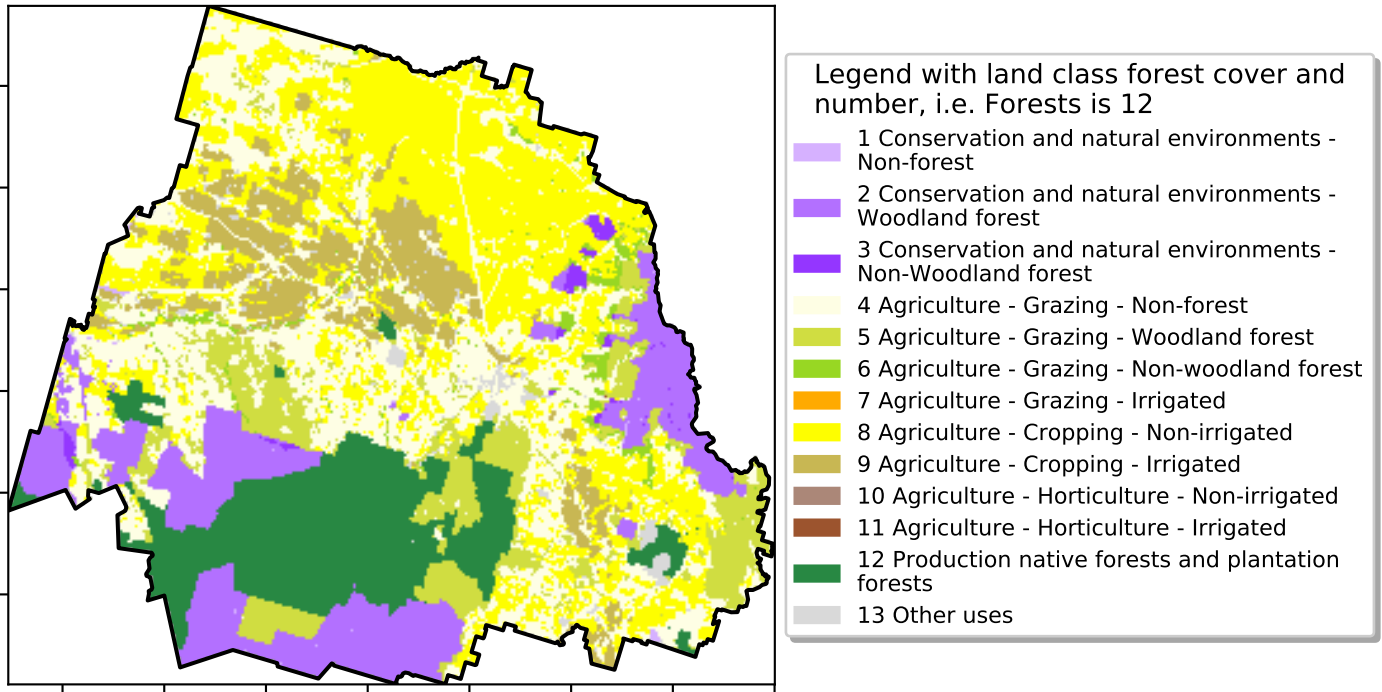 Legend with land class forest cover and
number, i.e. Forests is 12
1 Conservation and natural environments -
Non-forest
2 Conservation and natural environments -
Woodland forest
3 Conservation and natural environments -
Non-Woodland forest
4 Agriculture - Grazing - Non-forest
5 Agriculture - Grazing - Woodland forest
6 Agriculture - Grazing - Non-woodland forest
7 Agriculture - Grazing - Irrigated
8 Agriculture - Cropping - Non-irrigated
9 Agriculture - Cropping - Irrigated
10 Agriculture - Horticulture - Non-irrigated
11 Agriculture - Horticulture - Irrigated
12 Production native forests and plantation
forests
13 Other uses